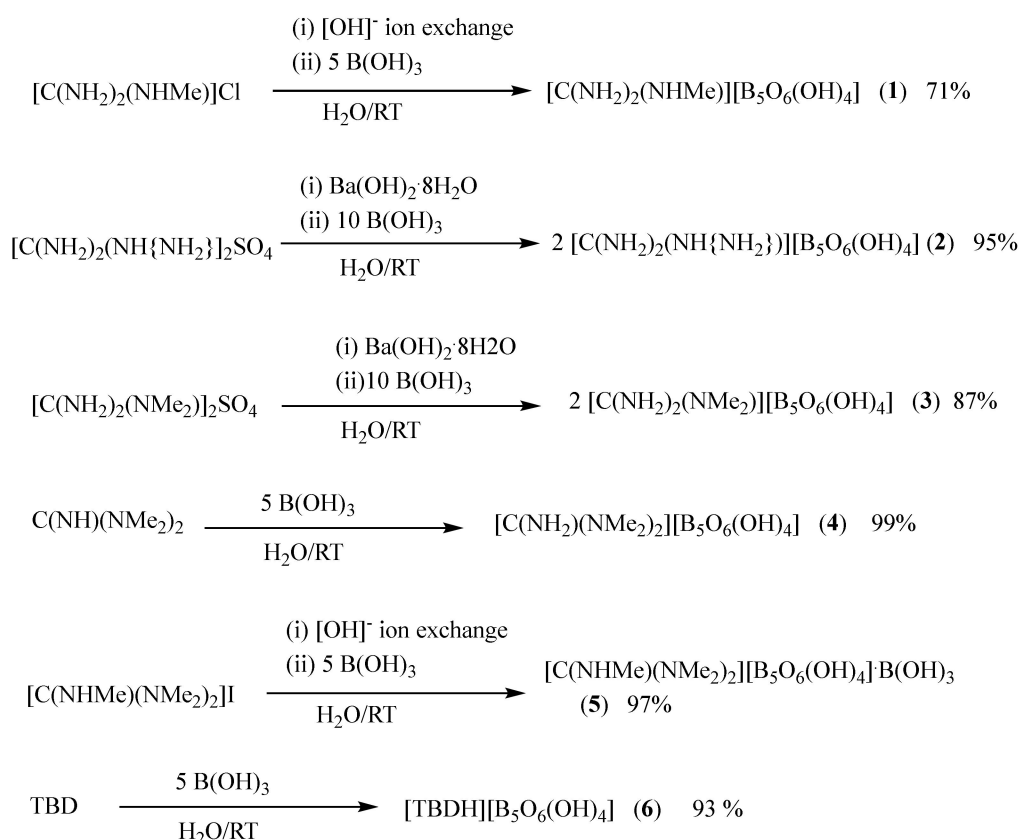 (i) [OH]⁻ ion exchange
(ii) 5 B(OH)₃
[C(NH₂)₂(NHMe)]Cl
H₂O/RT
[C(NH₂)₂(NHMe)][B₅O₆(OH)₄] (1) 71%
(i) Ba(OH)₂·8H₂O
(ii) 10 B(OH)₃
[C(NH₂)₂(NH{NH₂}]₂SO₄
H₂O/RT
2 [C(NH₂)₂(NH{NH₂})][B₅O₆(OH)₄] (2) 95%
(i) Ba(OH)₂·8H2O
(ii)10 B(OH)₃
[C(NH₂)₂(NMe₂)]₂SO₄
H₂O/RT
2 [C(NH₂)₂(NMe₂)][B₅O₆(OH)₄] (3) 87%
5 B(OH)₃
C(NH)(NMe₂)₂
H₂O/RT
[C(NH₂)(NMe₂)₂][B₅O₆(OH)₄] (4) 99%
(i) [OH]⁻ ion exchange
(ii) 5 B(OH)₃
[C(NHMe)(NMe₂)₂]I
H₂O/RT
[C(NHMe)(NMe₂)₂][B₅O₆(OH)₄]·B(OH)₃
(5) 97%
5 B(OH)₃
TBD
H₂O/RT
[TBDH][B₅O₆(OH)₄] (6) 93 %